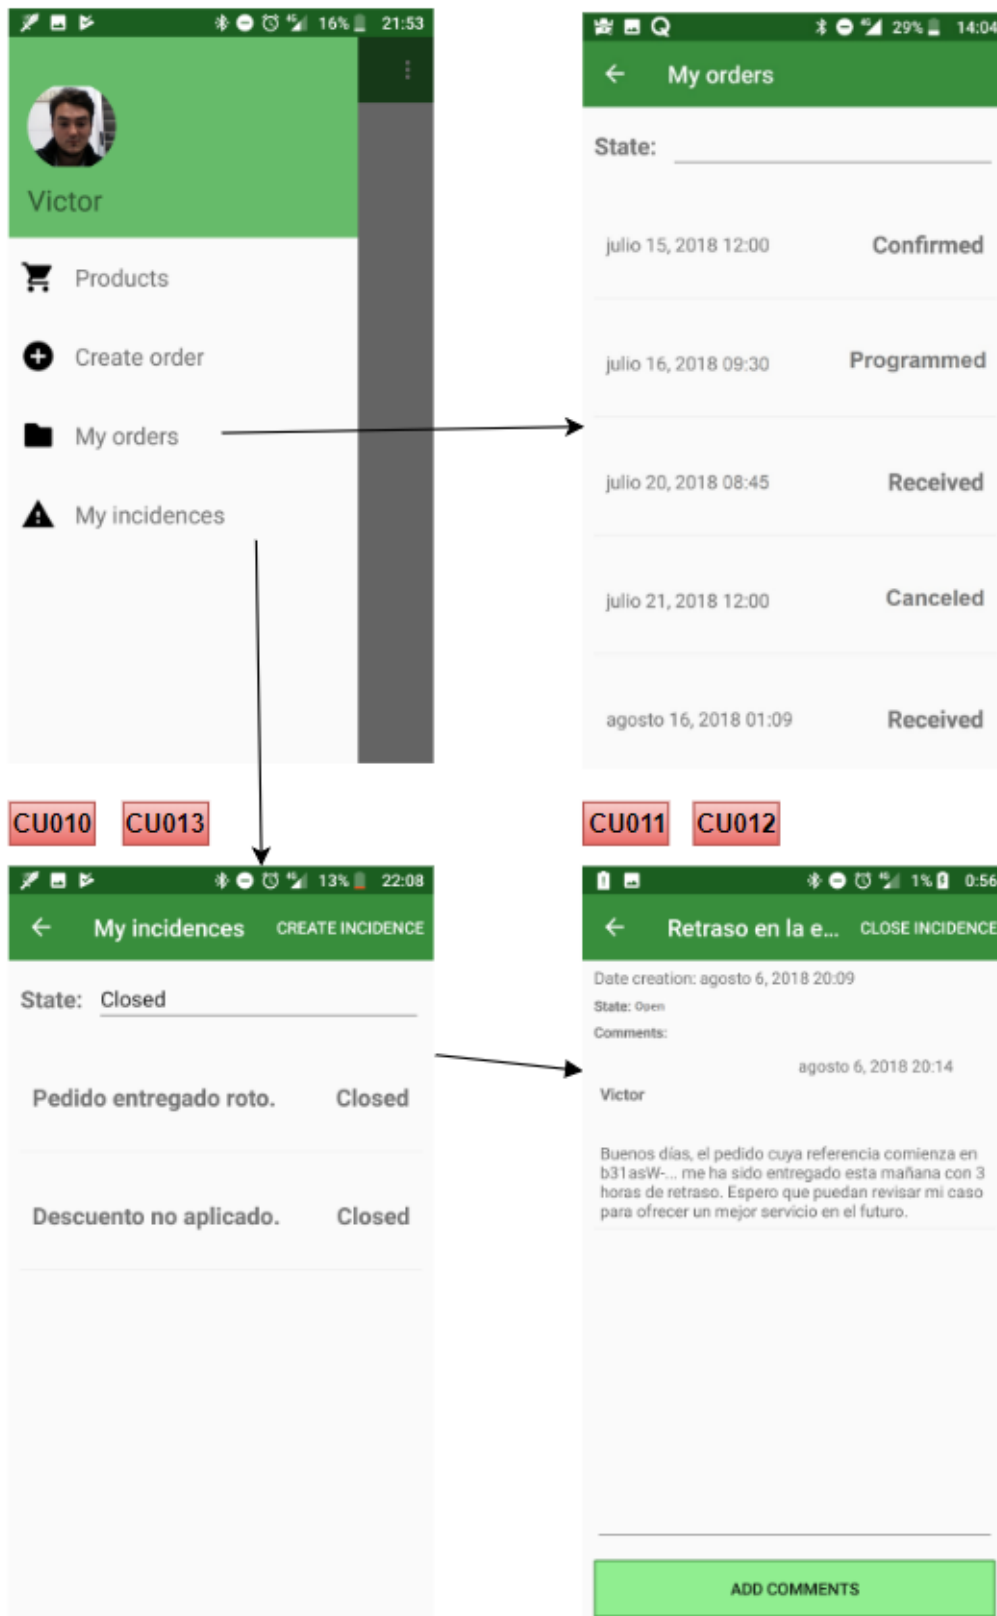 16% 21:53
Victor
Products
Create order
My orders
My incidences
29% 14:04
My orders
State:
julio 15, 2018 12:00 Confirmed
julio 16, 2018 09:30 Programmed
julio 20, 2018 08:45 Received
julio 21, 2018 12:00 Canceled
agosto 16, 2018 01:09 Received
CU010 CU013
CU011 CU012
13% 22:08
My incidences CREATE INCIDENCE
State: Closed
Pedido entregado roto. Closed
Descuento no aplicado. Closed
1% 0:56
Retraso en la e... CLOSE INCIDENCE
Date creation: agosto 6, 2018 20:09
State: Open
Comments:
agosto 6, 2018 20:14
Victor
Buenos días, el pedido cuya referencia comienza en
b31asW-... me ha sido entregado esta mañana con 3
horas de retraso. Espero que puedan revisar mi caso
para ofrecer un mejor servicio en el futuro.
ADD COMMENTS